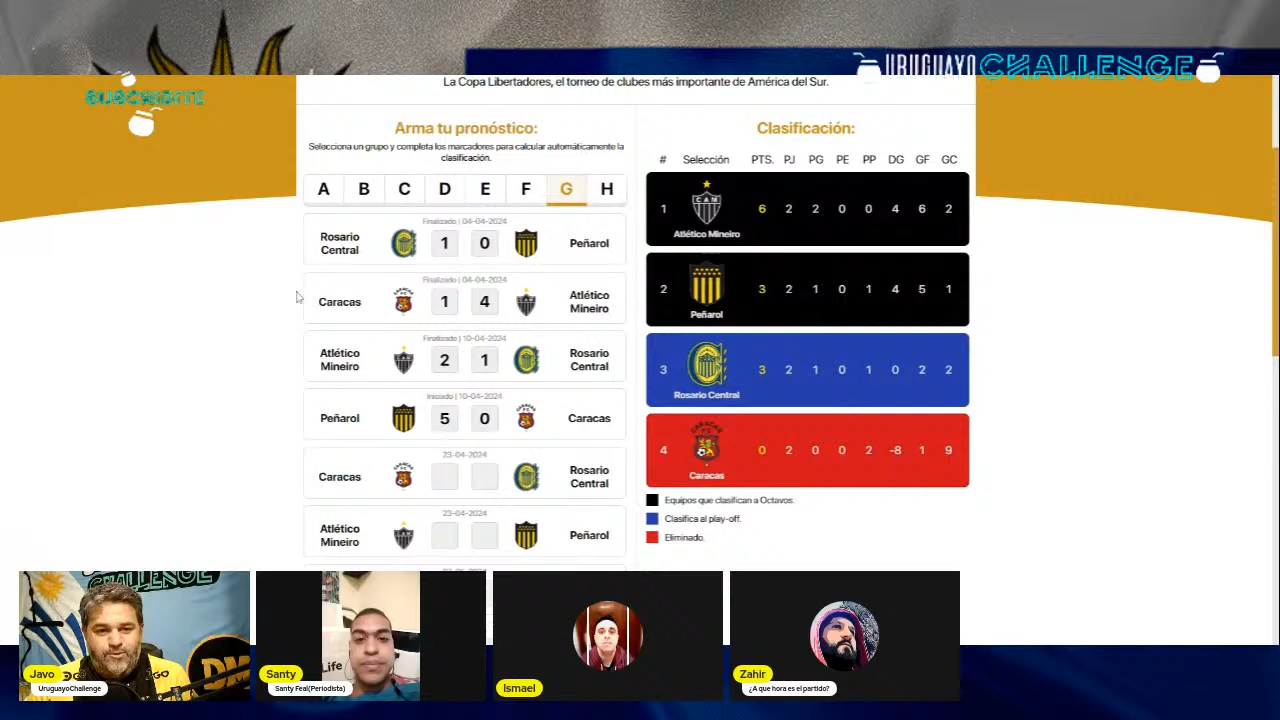 URUGUAYO CHALLENGE
SUSCRIBITE
La Copa Libertadores, el torneo de clubes más importante de América del Sur.
Arma tu pronóstico:
Selecciona un grupo y completa los marcadores para calcular automáticamente la
clasificación.
A B C D E F G H
Finalizado | 04-04-2024
Rosario
Central
1 0
Peñarol
Finalizado | 04-04-2024
Caracas
1 4
Atlético
Mineiro
Finalizado | 10-04-2024
Atlético
Mineiro
2 1
Rosario
Central
Iniciado | 10-04-2024
Peñarol
5 0
Caracas
23-04-2024
Caracas
Rosario
Central
23-04-2024
Atlético
Mineiro
Peñarol
Clasificación:
# Selección PTS. PJ PG PE PP DG GF GC
1 CAM 6 2 2 0 0 4 6 2
Atlético Mineiro
2 3 2 1 0 1 4 5 1
Peñarol
3 3 2 1 0 1 0 2 2
Rosario Central
4 0 2 0 0 2 -8 1 9
Caracas
Equipos que clasifican a Octavos.
Clasifica al play-off.
Eliminado.
CHALLENGE
DM
Javo
UruguayoChallenge
Life
Santy
Santy Feal(Periodista)
Ismael
Zahir
¿A que hora es el partido?